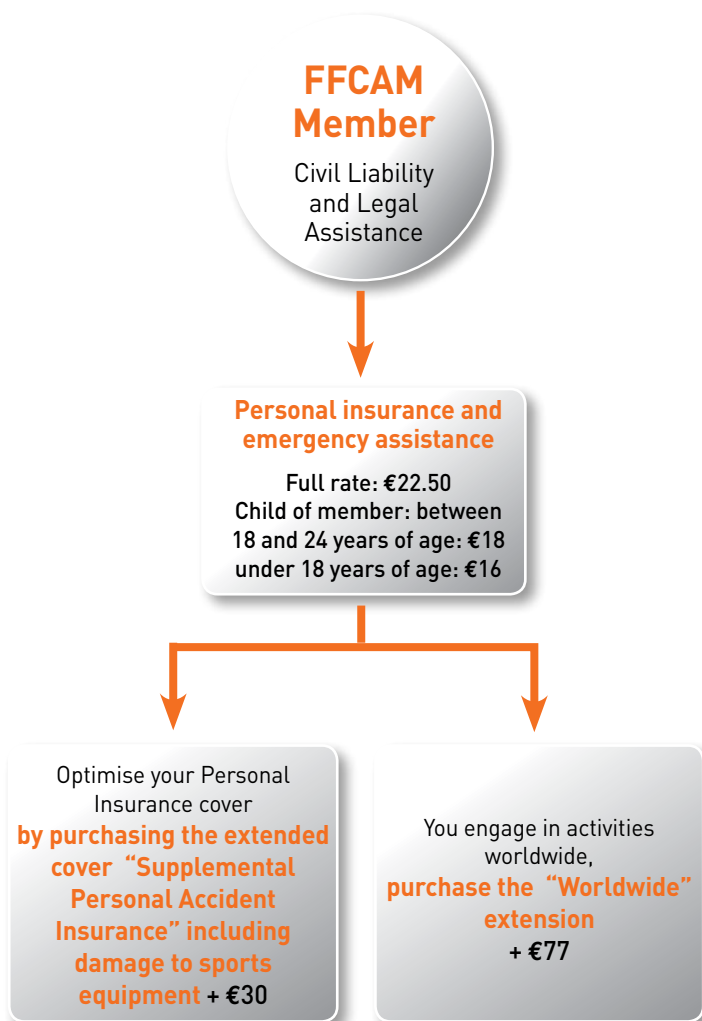 FFCAM
Member
Civil Liability
and Legal
Assistance
Personal insurance and
emergency assistance
Full rate: €22.50
Child of member: between
18 and 24 years of age: €18
under 18 years of age: €16
Optimise your Personal
Insurance cover
by purchasing the extended
cover “Supplemental
Personal Accident
Insurance” including
damage to sports
equipment + €30
You engage in activities
worldwide,
purchase the “Worldwide”
extension
+ €77